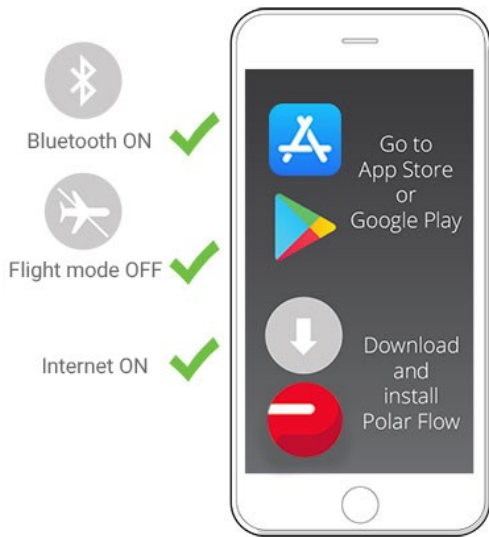 Bluetooth ON
Flight mode OFF
Internet ON
Go to
App Store
or
Google Play
Download
and
install
Polar Flow